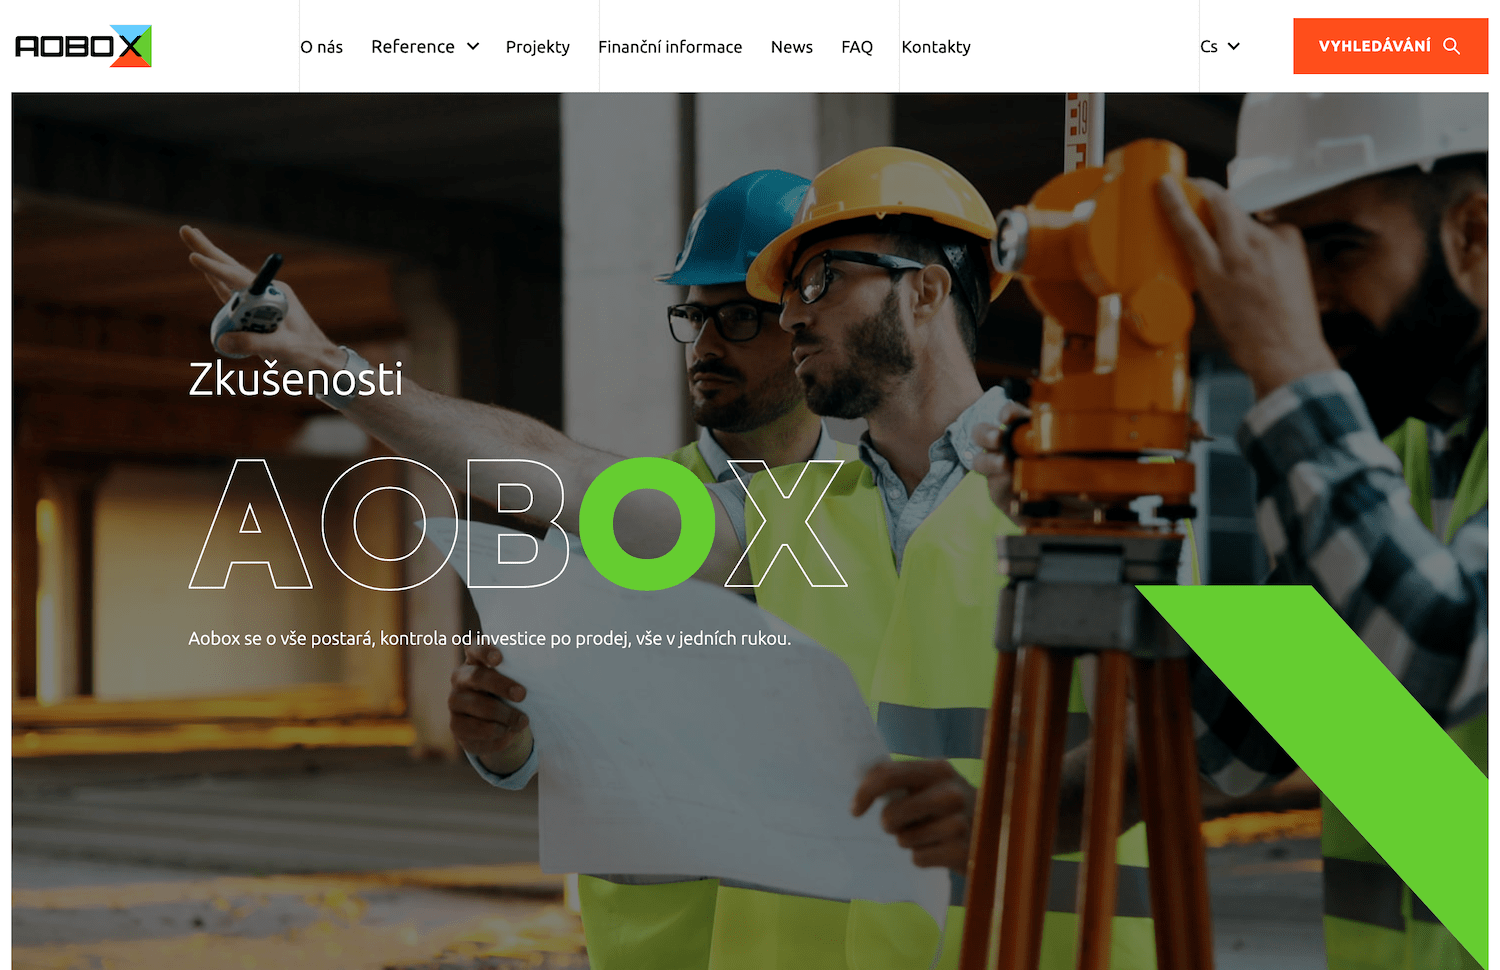 AOBOX
O nás
Reference
Projekty
Finanční informace
News
FAQ
Kontakty
Cs
VYHLEDÁVÁNÍ
19
Zkušenosti
AOBOX
Aobox se o vše postará, kontrola od investice po prodej, vše v jedních rukou.